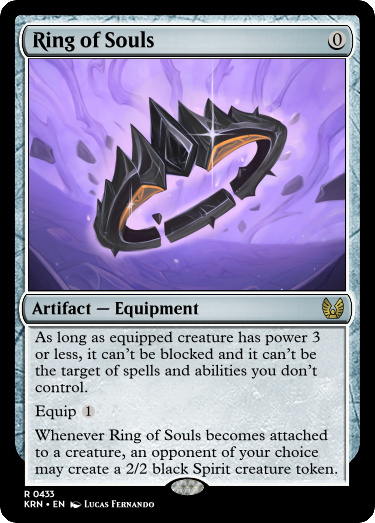 Ring of Souls 0
Artifact — Equipment
As long as equipped creature has power 3
or less, it can't be blocked and it can't be
the target of spells and abilities you don't
control.
Equip 1
Whenever Ring of Souls becomes attached
to a creature, an opponent of your choice
may create a 2/2 black Spirit creature token.
R 0433
KRN • EN LUCAS FERNANDO